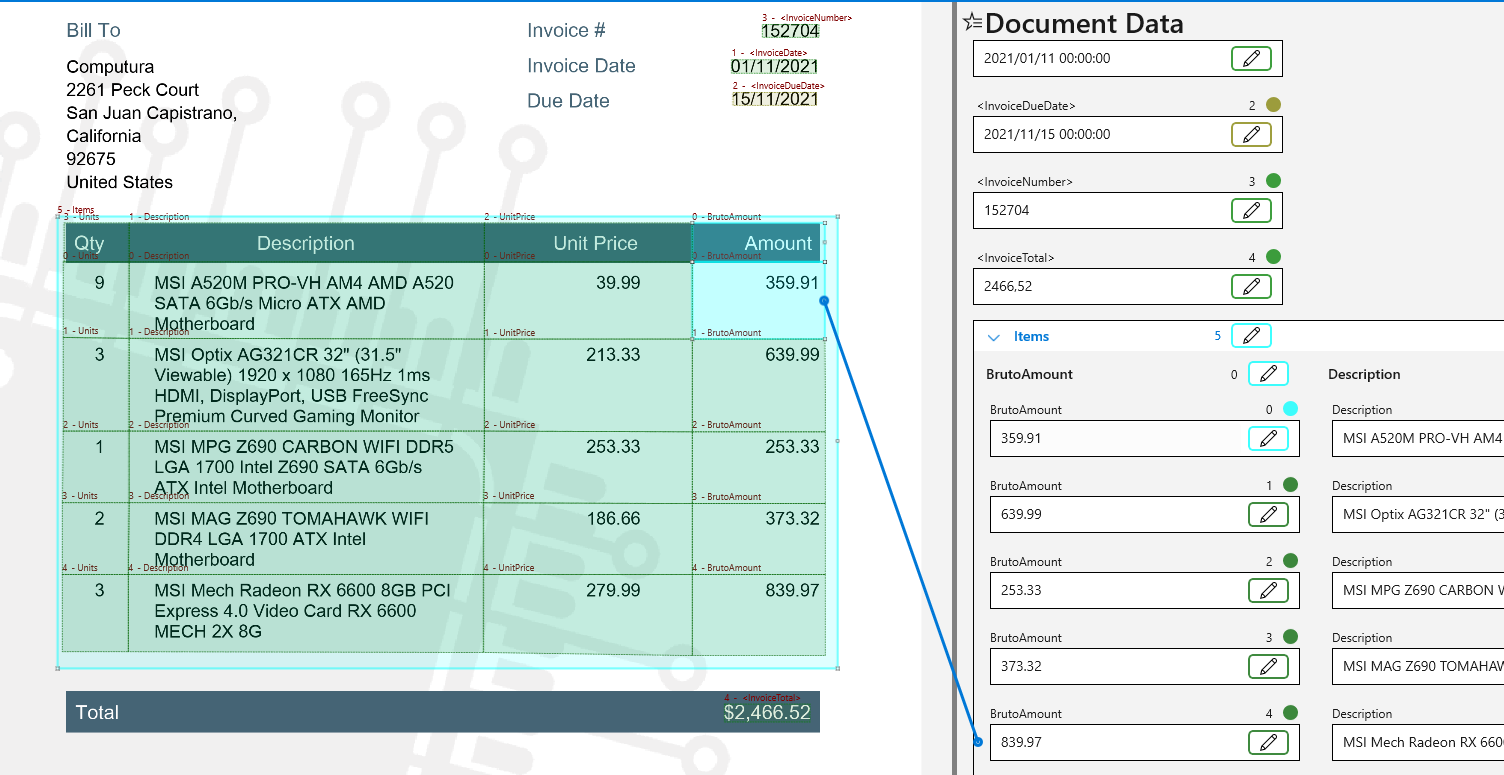 Bill To
Computura
2261 Peck Court
San Juan Capistrano,
California
92675
United States
3 - <InvoiceNumber>
Invoice # 152704
1 - <InvoiceDate>
Invoice Date 01/11/2021
2 - <InvoiceDueDate>
Due Date 15/11/2021
5 - Items
3 - Units 1 - Description 2 - UnitPrice 0 - BrutoAmount
Qty Description Unit Price Amount
0 - Units 0 - Description 0 - UnitPrice 0 - BrutoAmount
9 MSI A520M PRO-VH AM4 AMD A520 39.99 359.91
SATA 6Gb/s Micro ATX AMD
Motherboard
1 - Units 1 - Description 1 - UnitPrice 1 - BrutoAmount
3 MSI Optix AG321CR 32" (31.5" 213.33 639.99
Viewable) 1920 x 1080 165Hz 1ms
HDMI, DisplayPort, USB FreeSync
Premium Curved Gaming Monitor
2 - Units 2 - Description 2 - UnitPrice 2 - BrutoAmount
1 MSI MPG Z690 CARBON WIFI DDR5 253.33 253.33
LGA 1700 Intel Z690 SATA 6Gb/s
ATX Intel Motherboard
3 - Units 3 - Description 3 - UnitPrice 3 - BrutoAmount
2 MSI MAG Z690 TOMAHAWK WIFI 186.66 373.32
DDR4 LGA 1700 ATX Intel
Motherboard
4 - Units 4 - Description 4 - UnitPrice 4 - BrutoAmount
3 MSI Mech Radeon RX 6600 8GB PCI 279.99 839.97
Express 4.0 Video Card RX 6600
MECH 2X 8G
4 - <InvoiceTotal>
Total $2,466.52
Document Data
2021/01/11 00:00:00
<InvoiceDueDate> 2
2021/11/15 00:00:00
<InvoiceNumber> 3
152704
<InvoiceTotal> 4
2466,52
Items 5
BrutoAmount 0 Description
BrutoAmount 0 Description
359.91 MSI A520M PRO-VH AM4
BrutoAmount 1 Description
639.99 MSI Optix AG321CR 32" (3
BrutoAmount 2 Description
253.33 MSI MPG Z690 CARBON W
BrutoAmount 3 Description
373.32 MSI MAG Z690 TOMAHAW
BrutoAmount 4 Description
839.97 MSI Mech Radeon RX 660